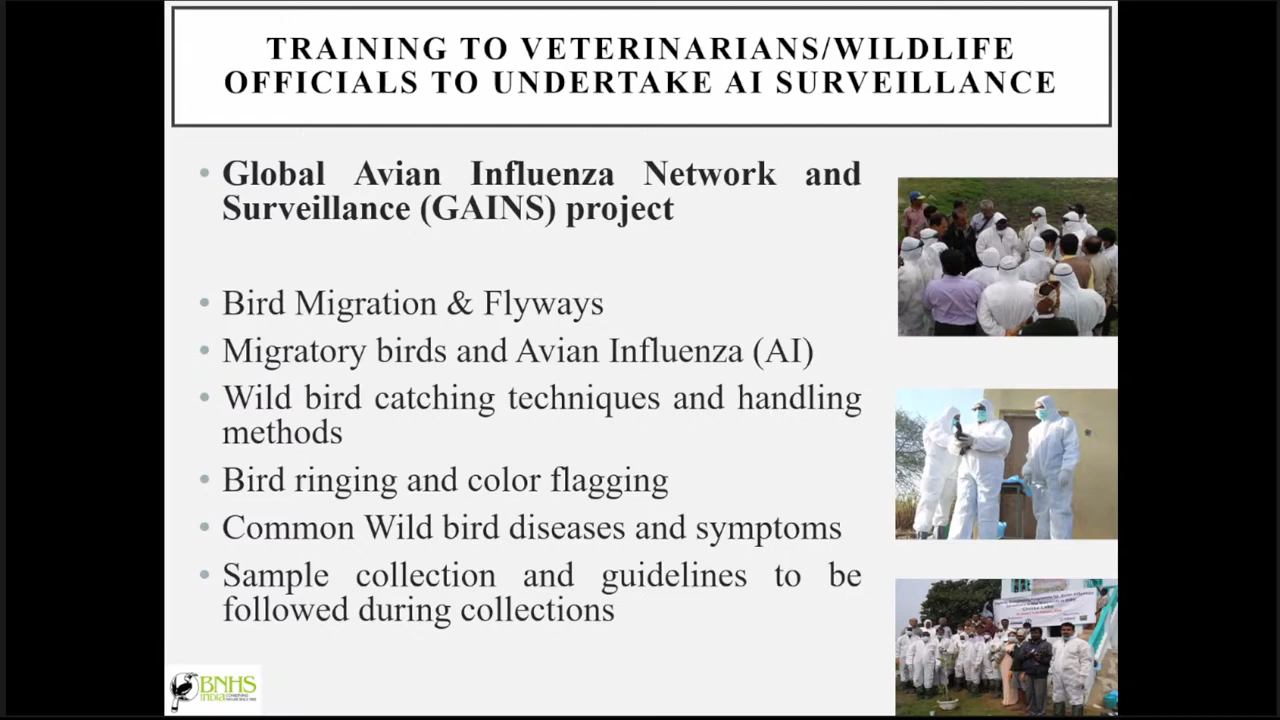 TRAINING TO VETERINARIANS/WILDLIFE
OFFICIALS TO UNDERTAKE AI SURVEILLANCE
• Global Avian Influenza Network and
Surveillance (GAINS) project
• Bird Migration & Flyways
• Migratory birds and Avian Influenza (AI)
• Wild bird catching techniques and handling
methods
• Bird ringing and color flagging
• Common Wild bird diseases and symptoms
• Sample collection and guidelines to be
followed during collections
BNHS
INDIA